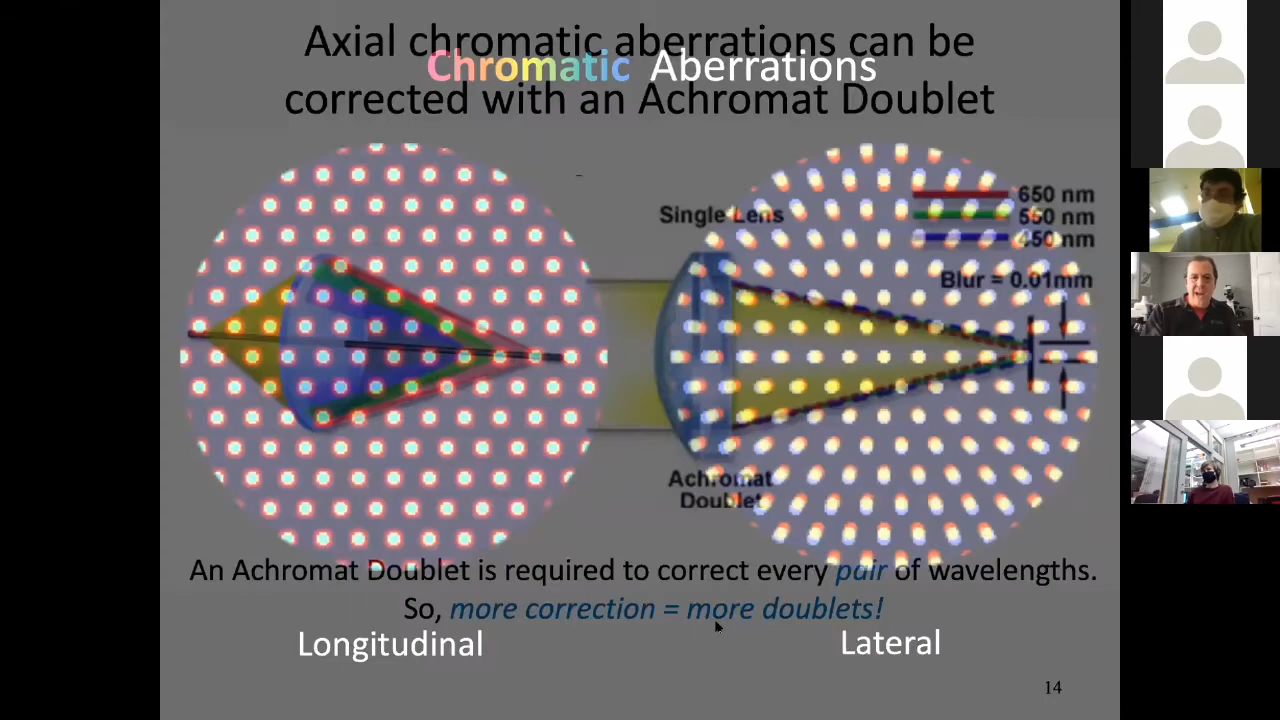 Axial chromatic aberrations can be
Chromatic Aberrations
corrected with an Achromat Doublet
650 nm
Single Lens
550 nm
450 nm
Blur = 0.01mm
Achromat
Doublet
An Achromat Doublet is required to correct every pair of wavelengths.
So, more correction = more doublets!
Longitudinal
Lateral
14